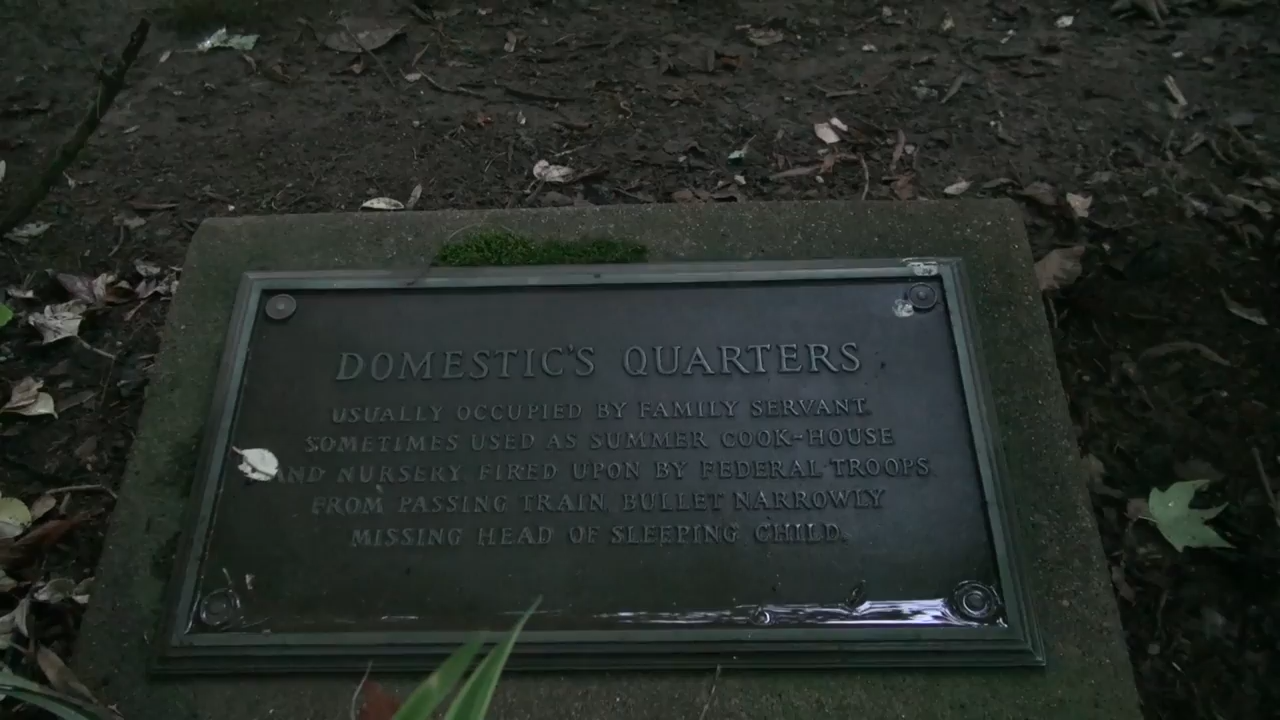 DOMESTIC'S QUARTERS
USUALLY OCCUPIED BY FAMILY SERVANT.
SOMETIMES USED AS SUMMER COOK-HOUSE
AND NURSERY. FIRED UPON BY FEDERAL TROOPS
FROM PASSING TRAIN, BULLET NARROWLY
MISSING HEAD OF SLEEPING CHILD.